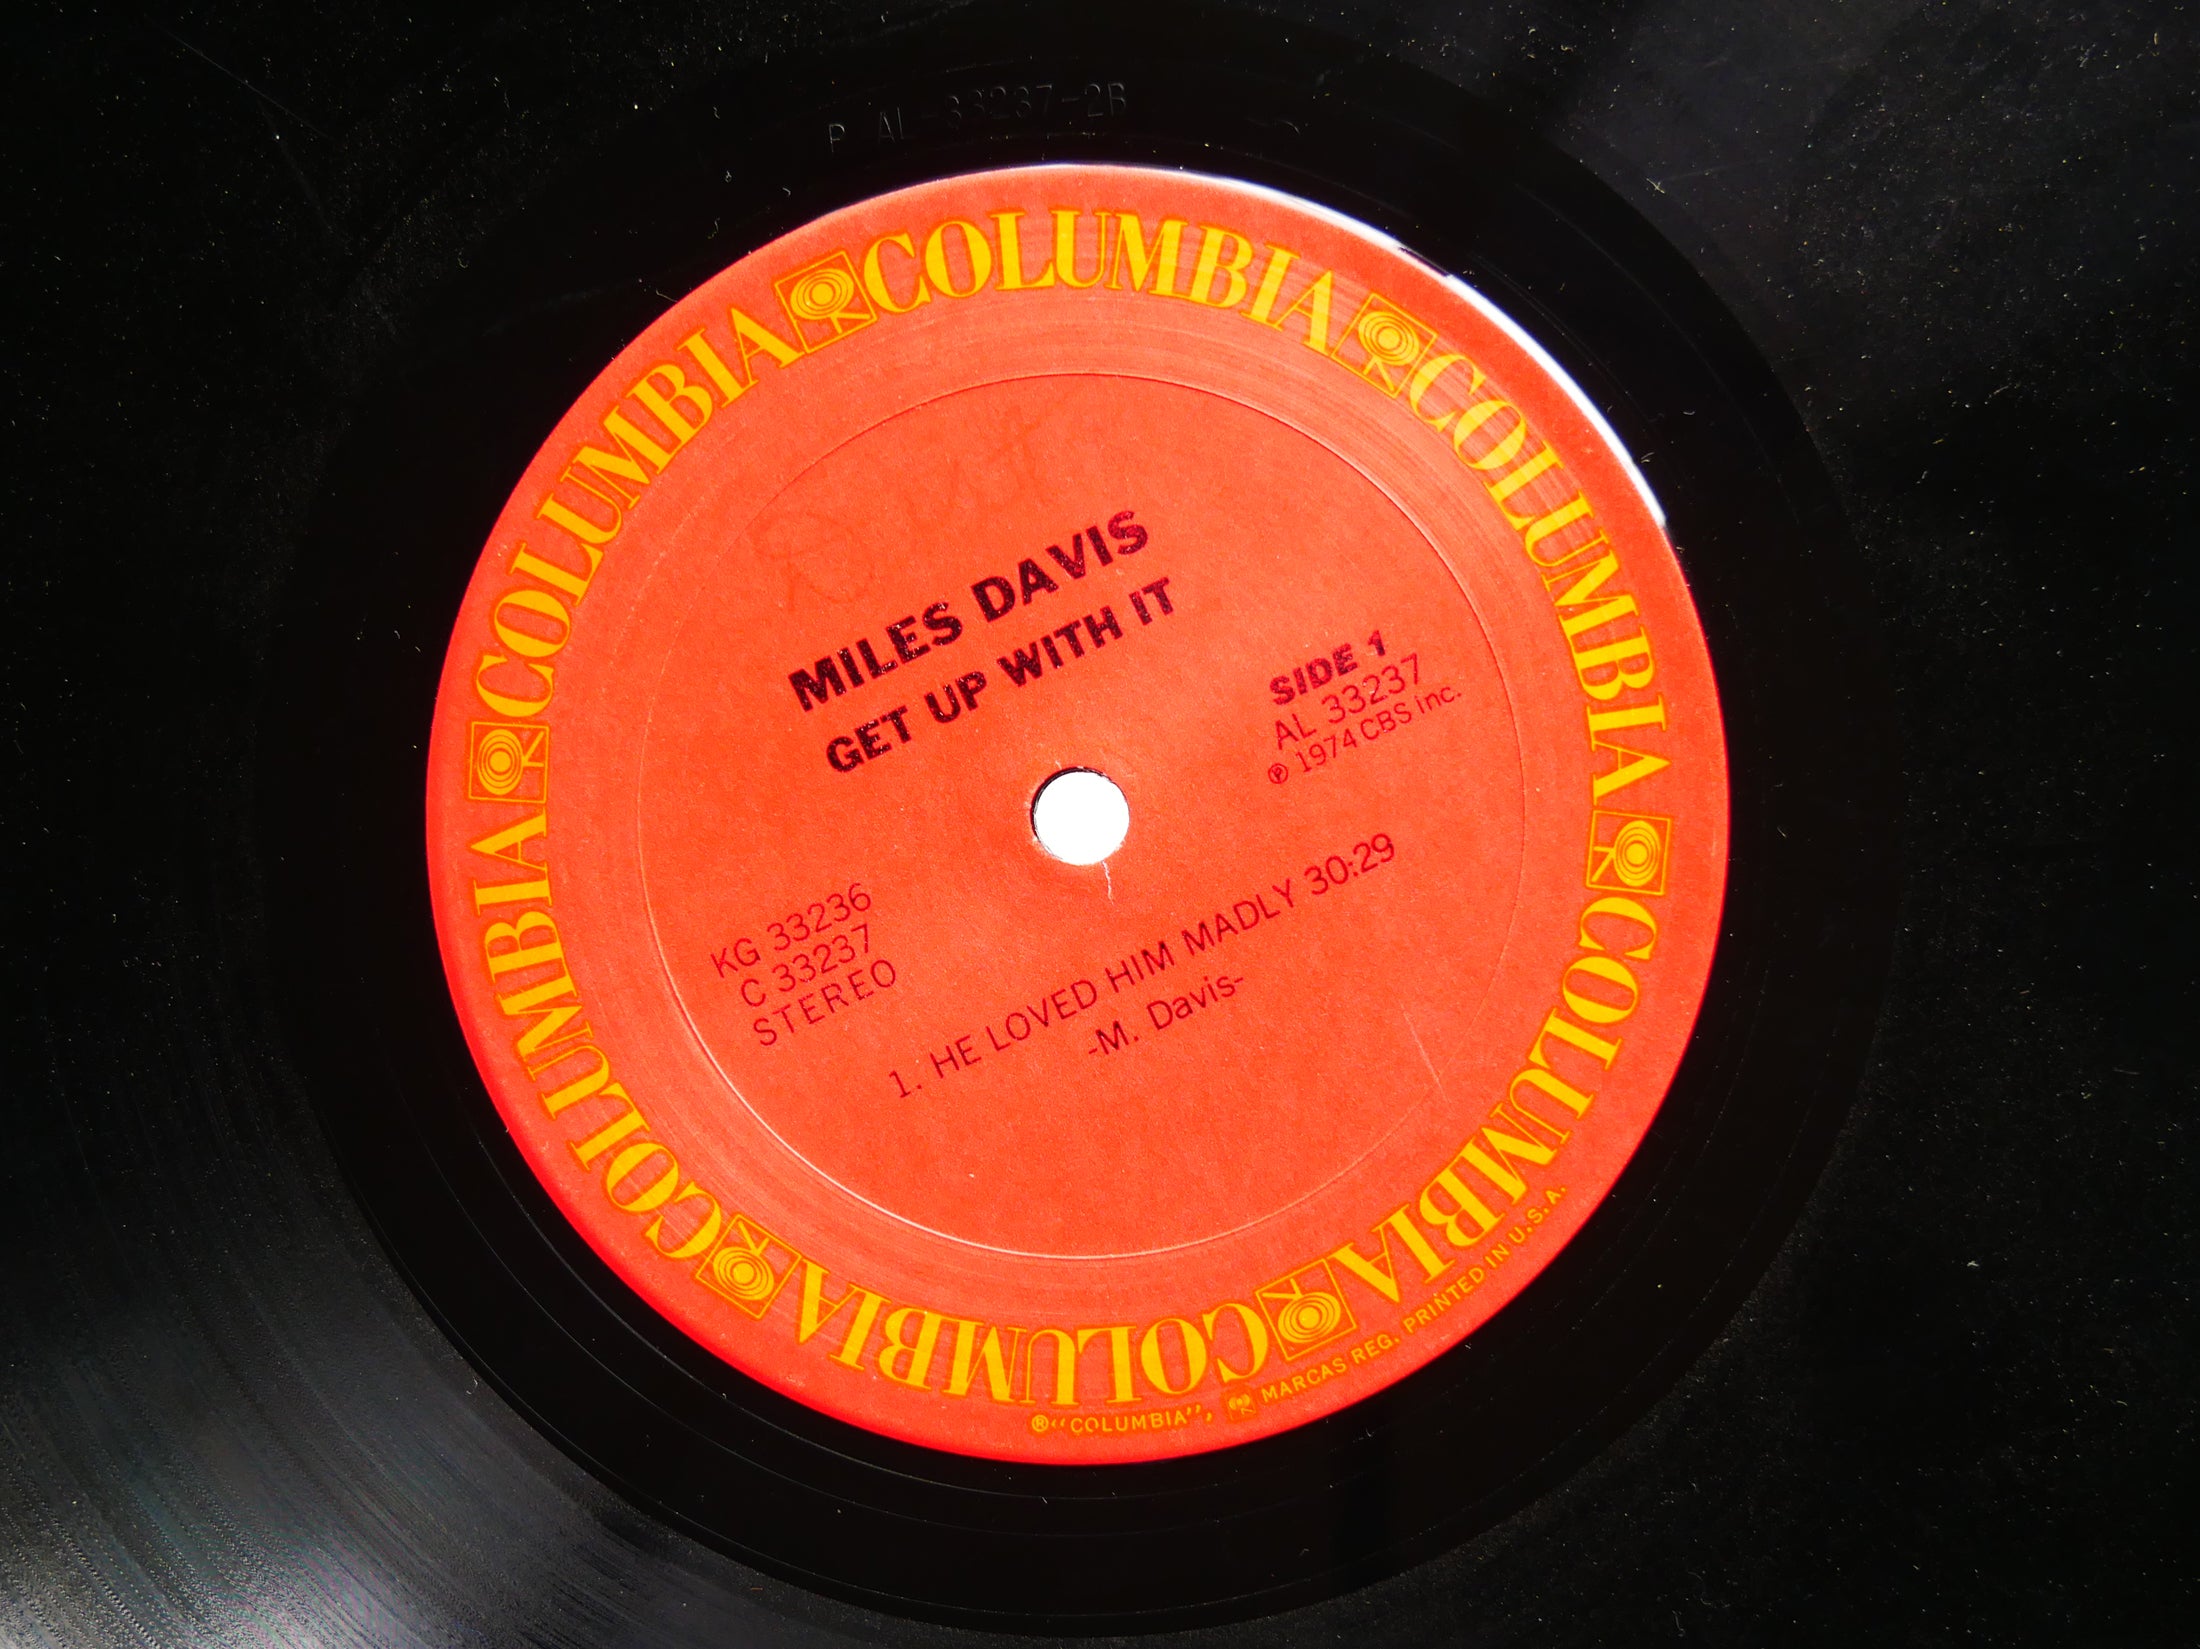 P AL-33237-2B
COLUMBIA COLUMBIA COLUMBIA COLUMBIA COLUMBIA COLUMBIA
MILES DAVIS
GET UP WITH IT
SIDE 1
AL 33237
℗ 1974 CBS inc.
KG 33236
C 33237
STEREO
1. HE LOVED HIM MADLY 30:29
-M. Davis-
®"COLUMBIA", MARCAS REG. PRINTED IN U.S.A.